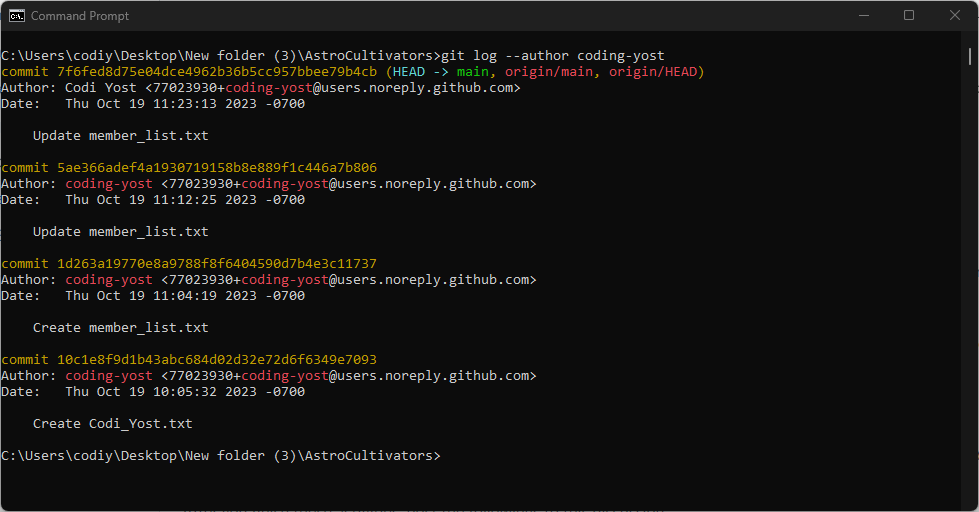 Command Prompt
C:\Users\codiy\Desktop\New folder (3)\AstroCultivators>git log --author coding-yost
commit 7f6fed8d75e04dce4962b36b5cc957bbee79b4cb (HEAD -> main, origin/main, origin/HEAD)
Author: Codi Yost <77023930+coding-yost@users.noreply.github.com>
Date:   Thu Oct 19 11:23:13 2023 -0700
    Update member_list.txt
commit 5ae366adef4a1930719158b8e889f1c446a7b806
Author: coding-yost <77023930+coding-yost@users.noreply.github.com>
Date:   Thu Oct 19 11:12:25 2023 -0700
    Update member_list.txt
commit 1d263a19770e8a9788f8f6404590d7b4e3c11737
Author: coding-yost <77023930+coding-yost@users.noreply.github.com>
Date:   Thu Oct 19 11:04:19 2023 -0700
    Create member_list.txt
commit 10c1e8f9d1b43abc684d02d32e72d6f6349e7093
Author: coding-yost <77023930+coding-yost@users.noreply.github.com>
Date:   Thu Oct 19 10:05:32 2023 -0700
    Create Codi_Yost.txt
C:\Users\codiy\Desktop\New folder (3)\AstroCultivators>